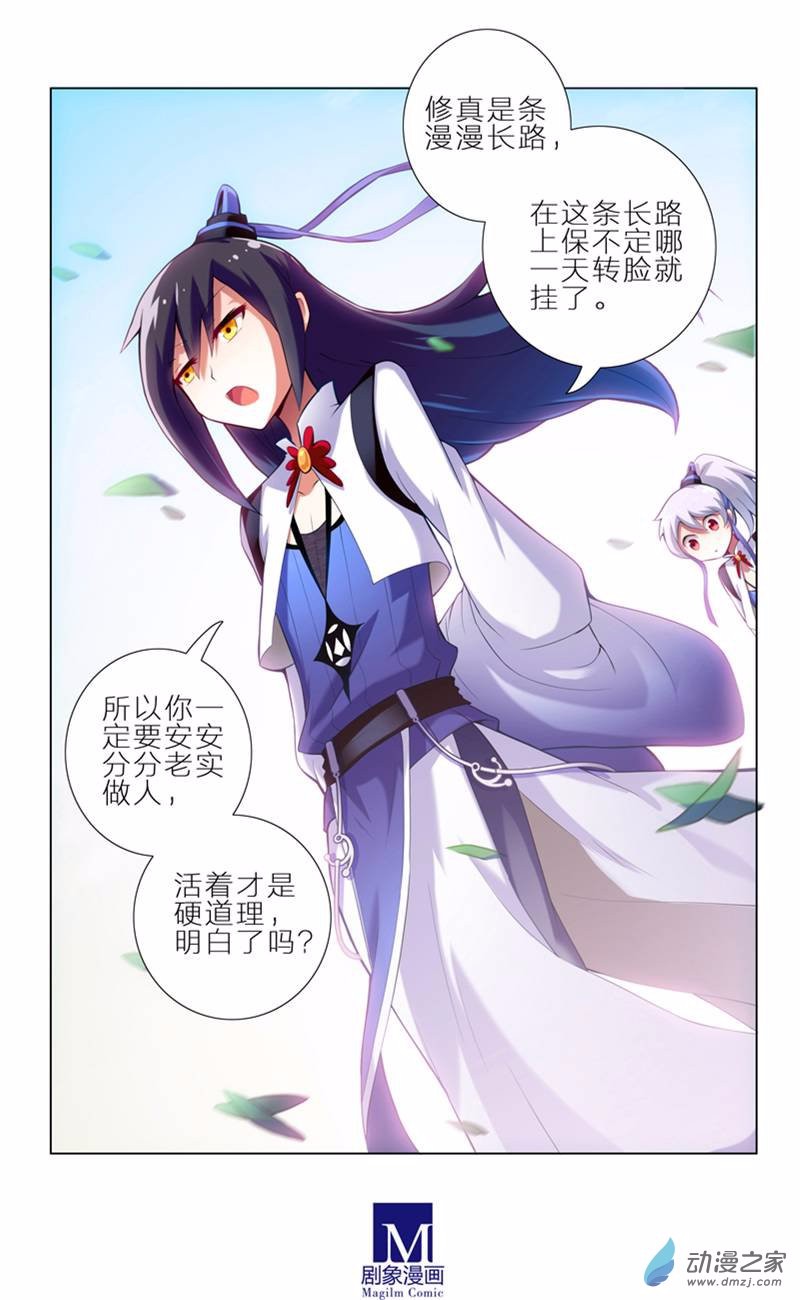 修真是条
漫漫长路，
在这条长路
上保不定哪
一天转脸就
挂了。
所以你一
定要安安
分分老实
做人，
活着才是
硬道理，
明白了吗？
M
剧象漫画
Magilm Comic
动漫之家
www.dmzj.com